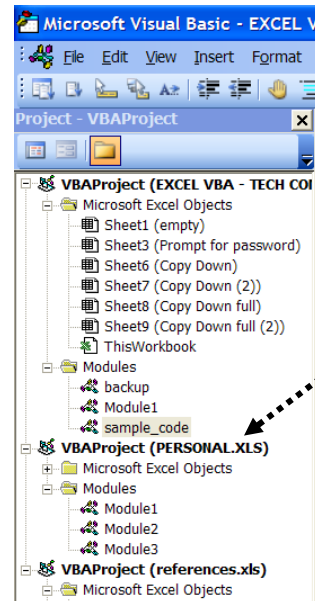 Microsoft Visual Basic - EXCEL V
File Edit View Insert Format
Project - VBAProject
VBAProject (EXCEL VBA - TECH COI
Microsoft Excel Objects
Sheet1 (empty)
Sheet3 (Prompt for password)
Sheet6 (Copy Down)
Sheet7 (Copy Down (2))
Sheet8 (Copy Down full)
Sheet9 (Copy Down full (2))
ThisWorkbook
Modules
backup
Module1
sample_code
VBAProject (PERSONAL.XLS)
Microsoft Excel Objects
Modules
Module1
Module2
Module3
VBAProject (references.xls)
Microsoft Excel Objects